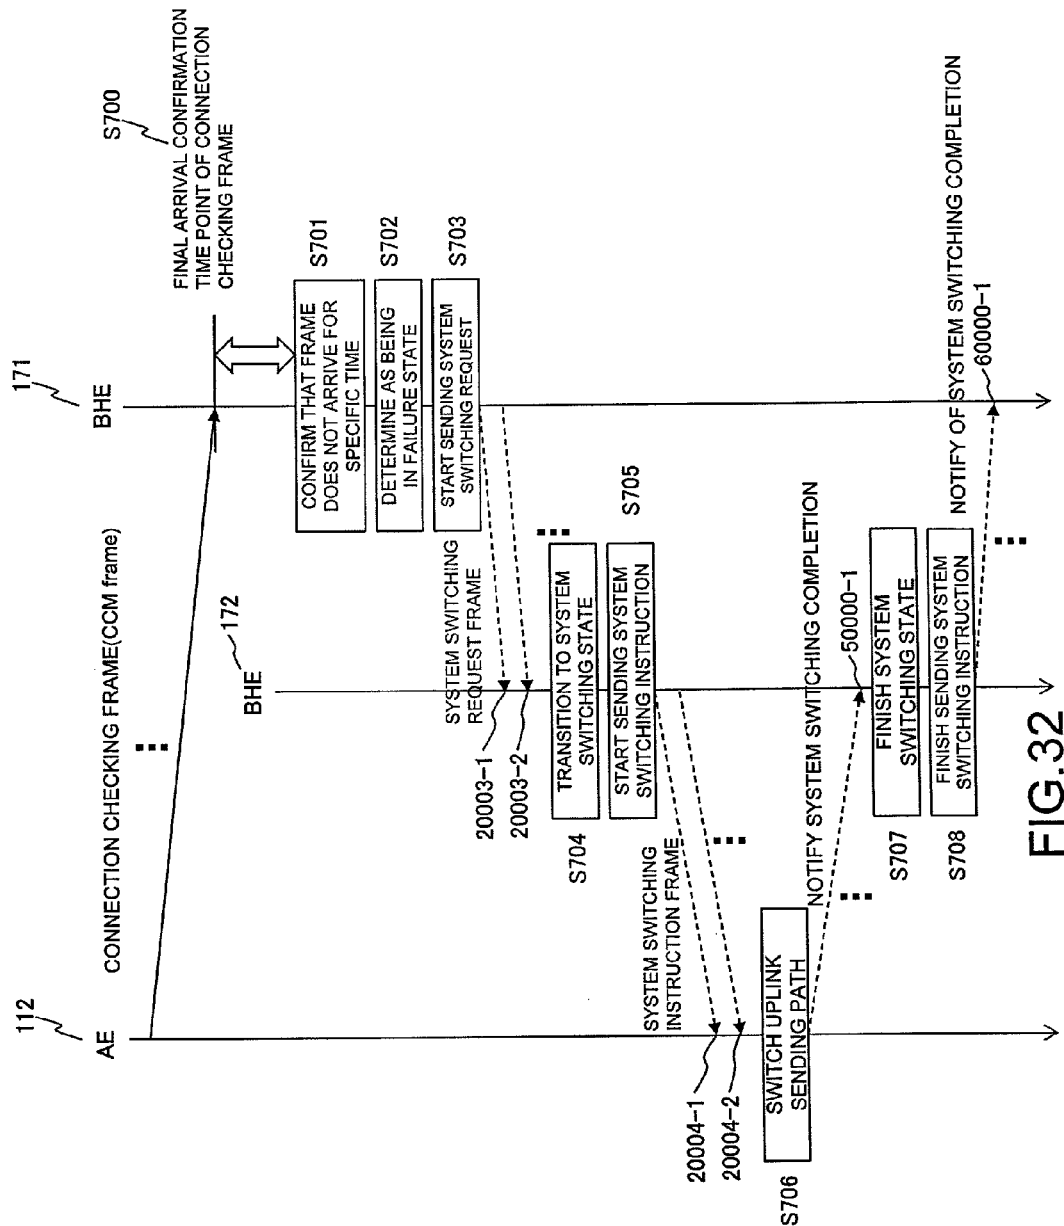 112
AE
CONNECTION CHECKING FRAME(CCM frame)
172
BHE
171
BHE
S700
FINAL ARRIVAL CONFIRMATION
TIME POINT OF CONNECTION
CHECKING FRAME
CONFIRM THAT FRAME
DOES NOT ARRIVE FOR
SPECIFIC TIME
S701
DETERMINE AS BEING
IN FAILURE STATE
S702
START SENDING SYSTEM
SWITCHING REQUEST
S703
SYSTEM SWITCHING
REQUEST FRAME
20003-1
20003-2
S704
TRANSITION TO SYSTEM
SWITCHING STATE
START SENDING SYSTEM
SWITCHING INSTRUCTION
S705
SYSTEM SWITCHING
INSTRUCTION FRAME
20004-1
20004-2
S706
SWITCH UPLINK
SENDING PATH
NOTIFY SYSTEM SWITCHING COMPLETION
50000-1
S707
FINISH SYSTEM
SWITCHING STATE
S708
FINISH SENDING SYSTEM
SWITCHING INSTRUCTION
NOTIFY OF SYSTEM SWITCHING COMPLETION
60000-1
FIG.32